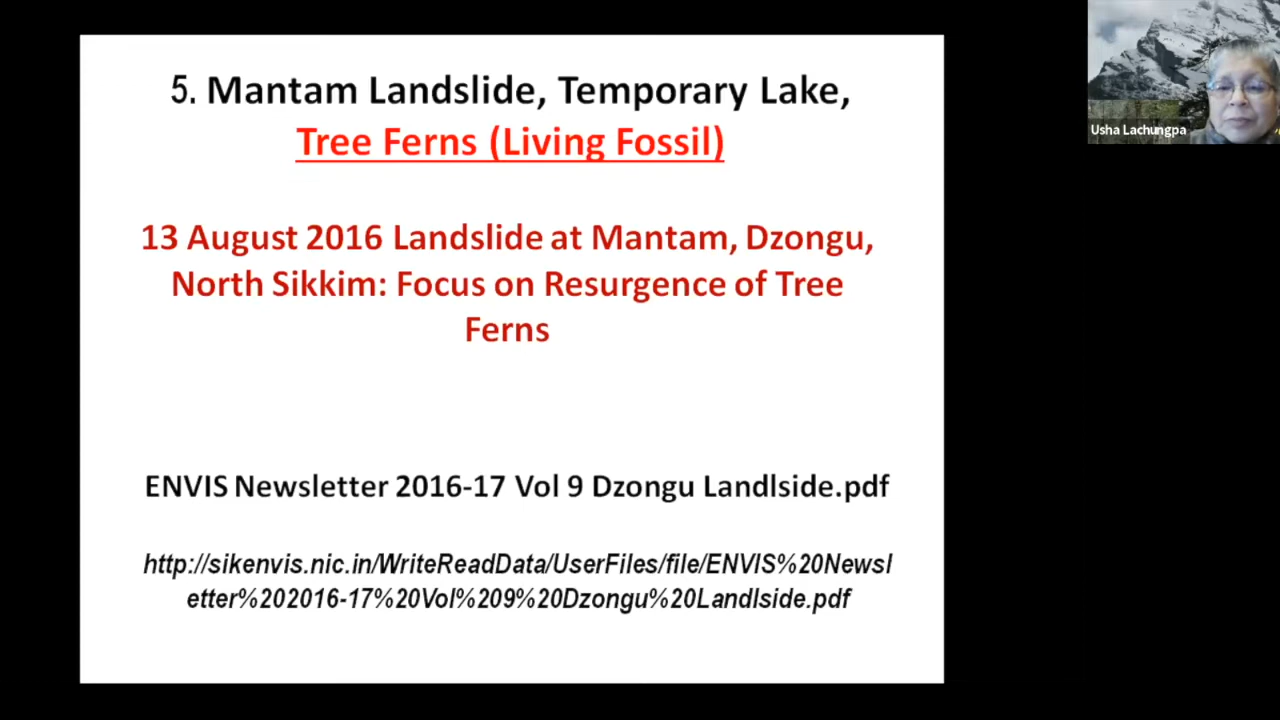 5. Mantam Landslide, Temporary Lake,
Tree Ferns (Living Fossil)
13 August 2016 Landslide at Mantam, Dzongu,
North Sikkim: Focus on Resurgence of Tree
Ferns
ENVIS Newsletter 2016-17 Vol 9 Dzongu Landlside.pdf
http://sikenvis.nic.in/WriteReadData/UserFiles/file/ENVIS%20Newsl
etter%202016-17%20Vol%209%20Dzongu%20Landlside.pdf
Usha Lachungpa